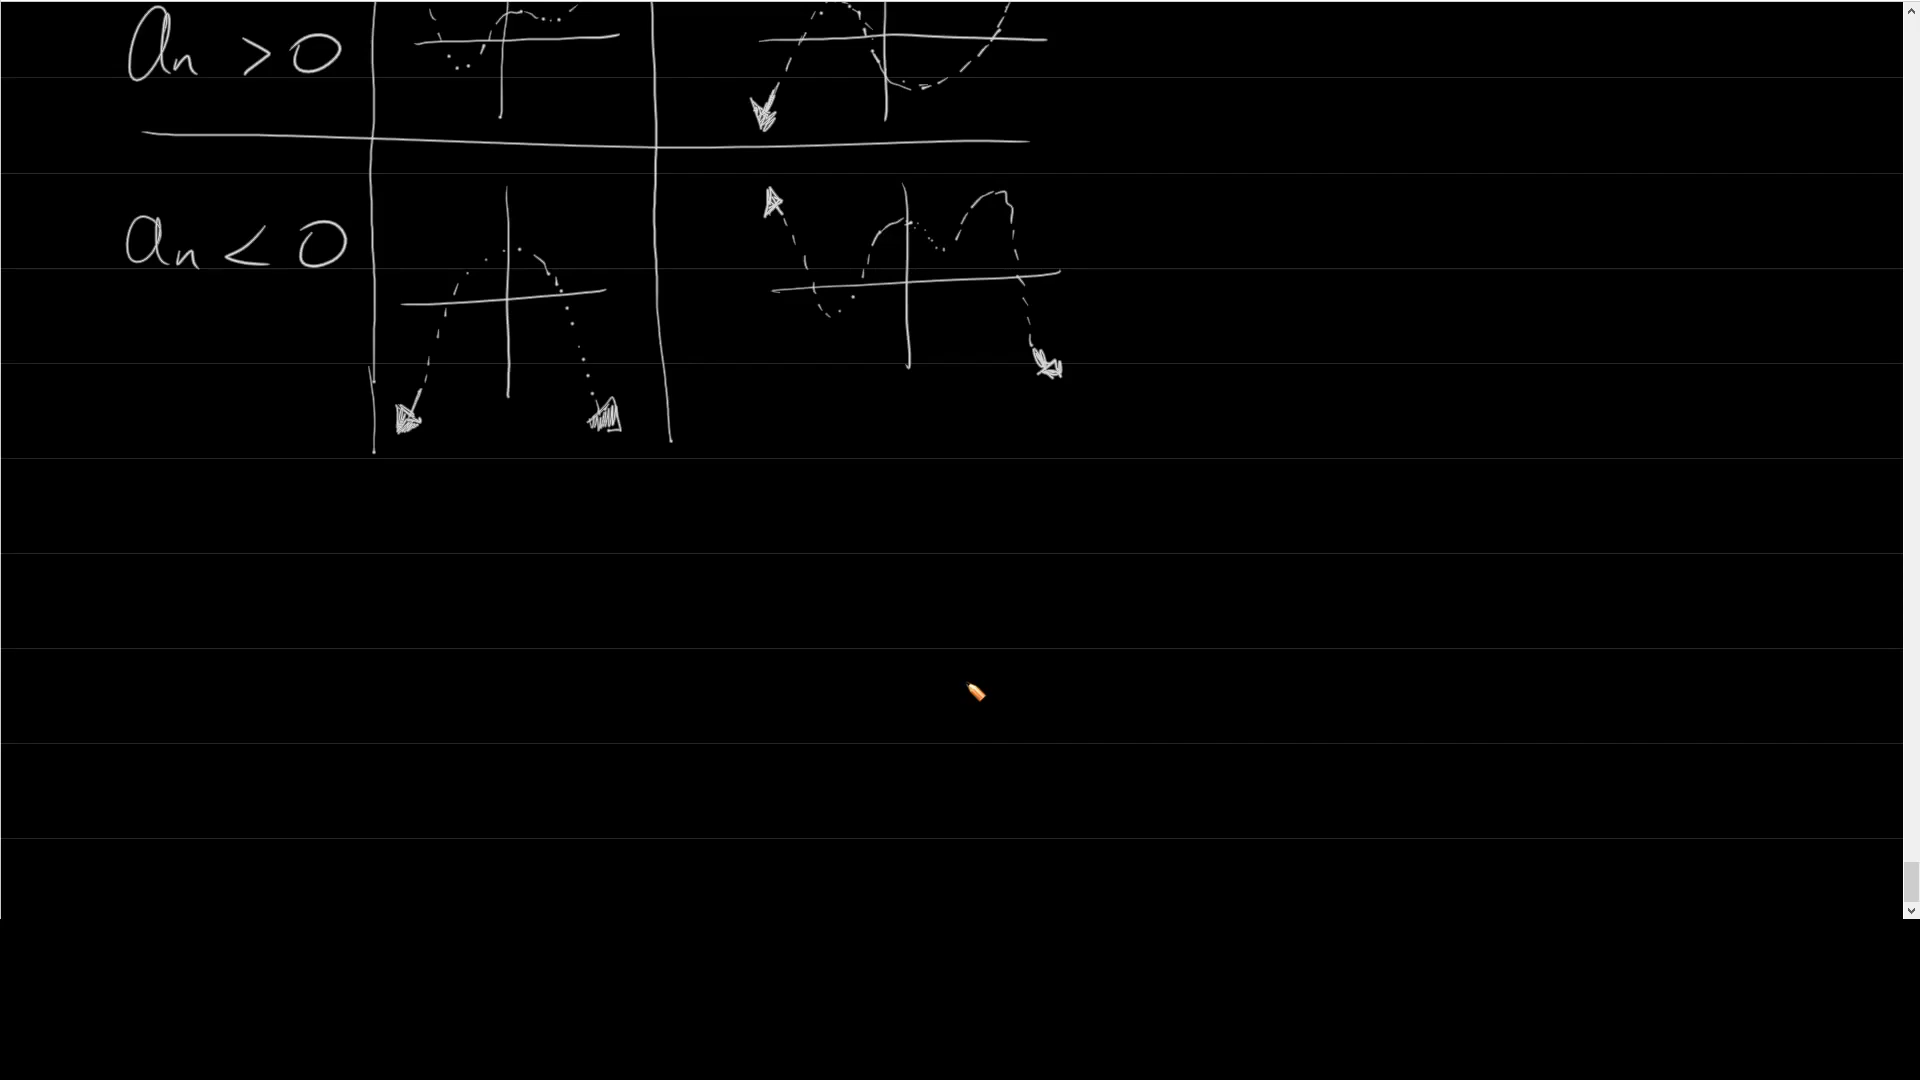 aₙ > 0
aₙ < 0